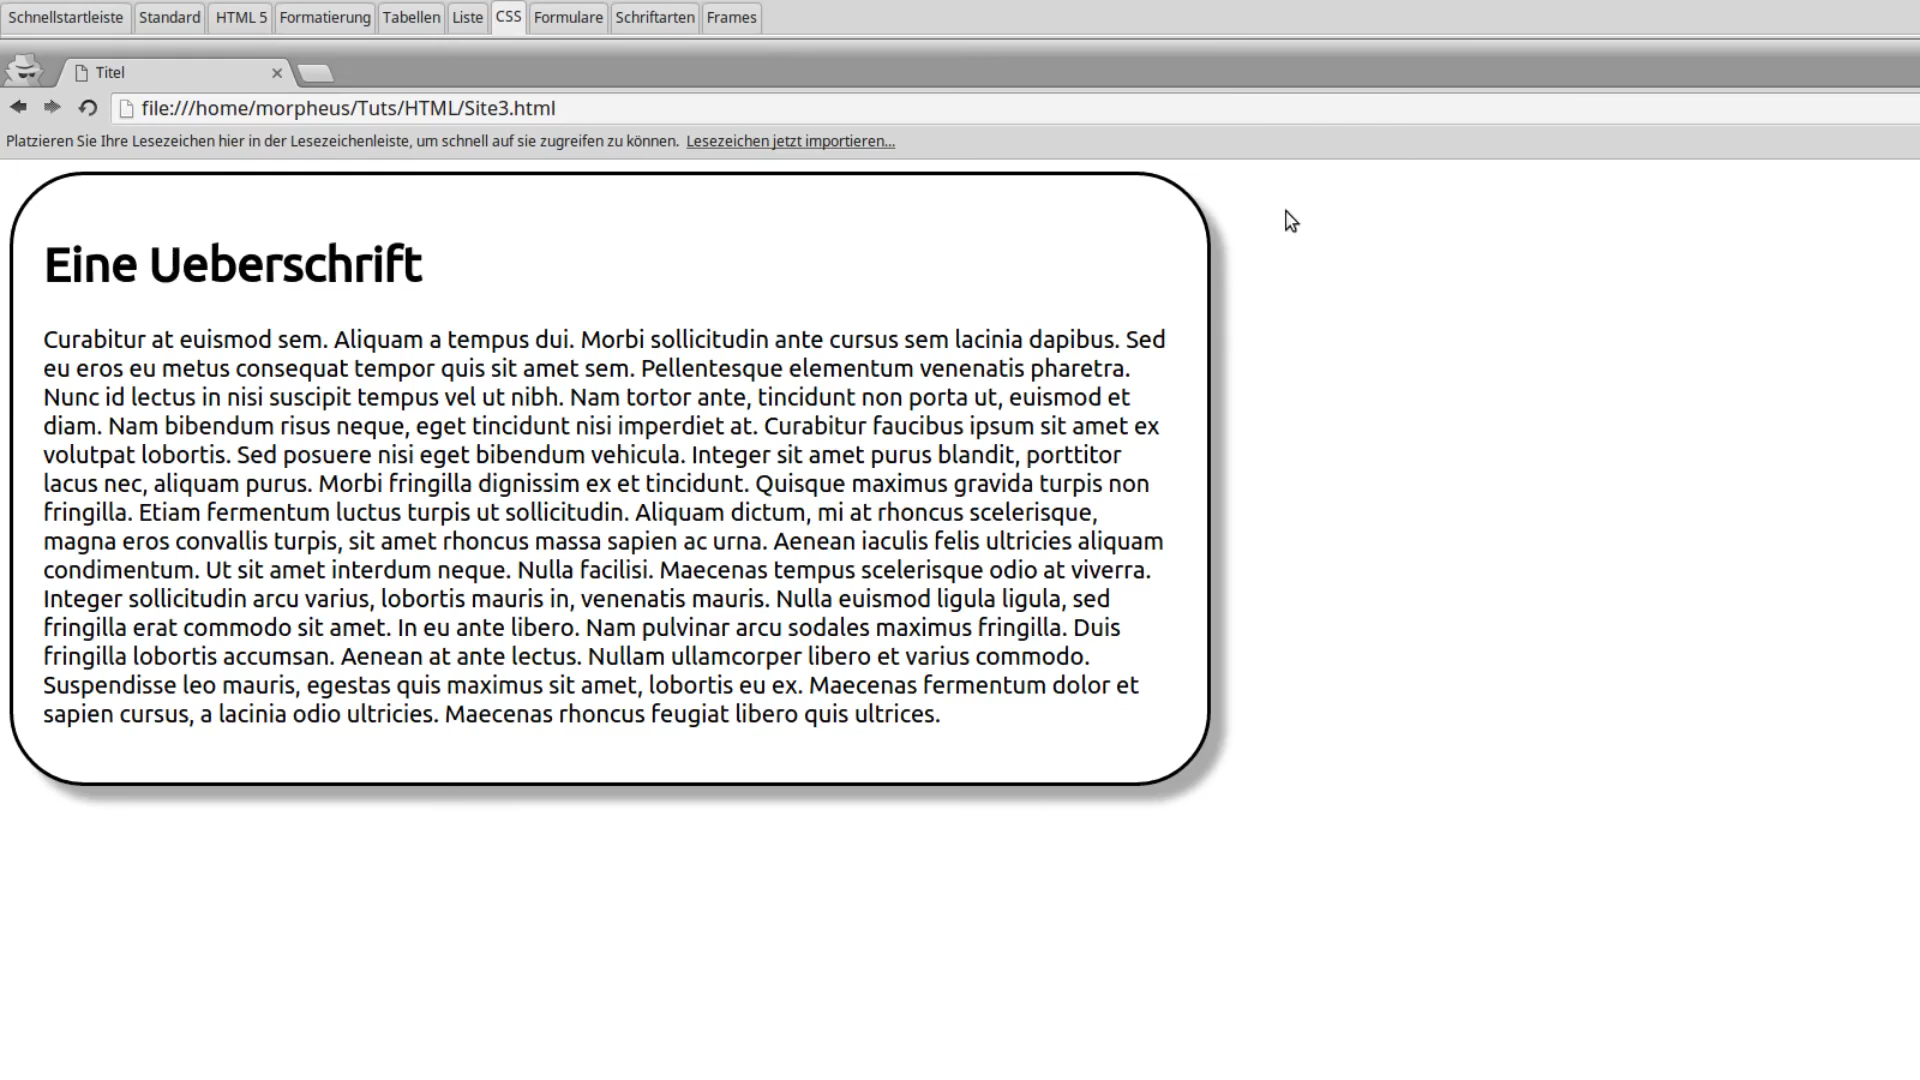 Schnellstartleiste Standard HTML 5 Formatierung Tabellen Liste CSS Formulare Schriftarten Frames
Titel
file:///home/morpheus/Tuts/HTML/Site3.html
Platzieren Sie Ihre Lesezeichen hier in der Lesezeichenleiste, um schnell auf sie zugreifen zu können. Lesezeichen jetzt importieren...
Eine Ueberschrift
Curabitur at euismod sem. Aliquam a tempus dui. Morbi sollicitudin ante cursus sem lacinia dapibus. Sed
eu eros eu metus consequat tempor quis sit amet sem. Pellentesque elementum venenatis pharetra.
Nunc id lectus in nisi suscipit tempus vel ut nibh. Nam tortor ante, tincidunt non porta ut, euismod et
diam. Nam bibendum risus neque, eget tincidunt nisi imperdiet at. Curabitur faucibus ipsum sit amet ex
volutpat lobortis. Sed posuere nisi eget bibendum vehicula. Integer sit amet purus blandit, porttitor
lacus nec, aliquam purus. Morbi fringilla dignissim ex et tincidunt. Quisque maximus gravida turpis non
fringilla. Etiam fermentum luctus turpis ut sollicitudin. Aliquam dictum, mi at rhoncus scelerisque,
magna eros convallis turpis, sit amet rhoncus massa sapien ac urna. Aenean iaculis felis ultricies aliquam
condimentum. Ut sit amet interdum neque. Nulla facilisi. Maecenas tempus scelerisque odio at viverra.
Integer sollicitudin arcu varius, lobortis mauris in, venenatis mauris. Nulla euismod ligula ligula, sed
fringilla erat commodo sit amet. In eu ante libero. Nam pulvinar arcu sodales maximus fringilla. Duis
fringilla lobortis accumsan. Aenean at ante lectus. Nullam ullamcorper libero et varius commodo.
Suspendisse leo mauris, egestas quis maximus sit amet, lobortis eu ex. Maecenas fermentum dolor et
sapien cursus, a lacinia odio ultricies. Maecenas rhoncus feugiat libero quis ultrices.